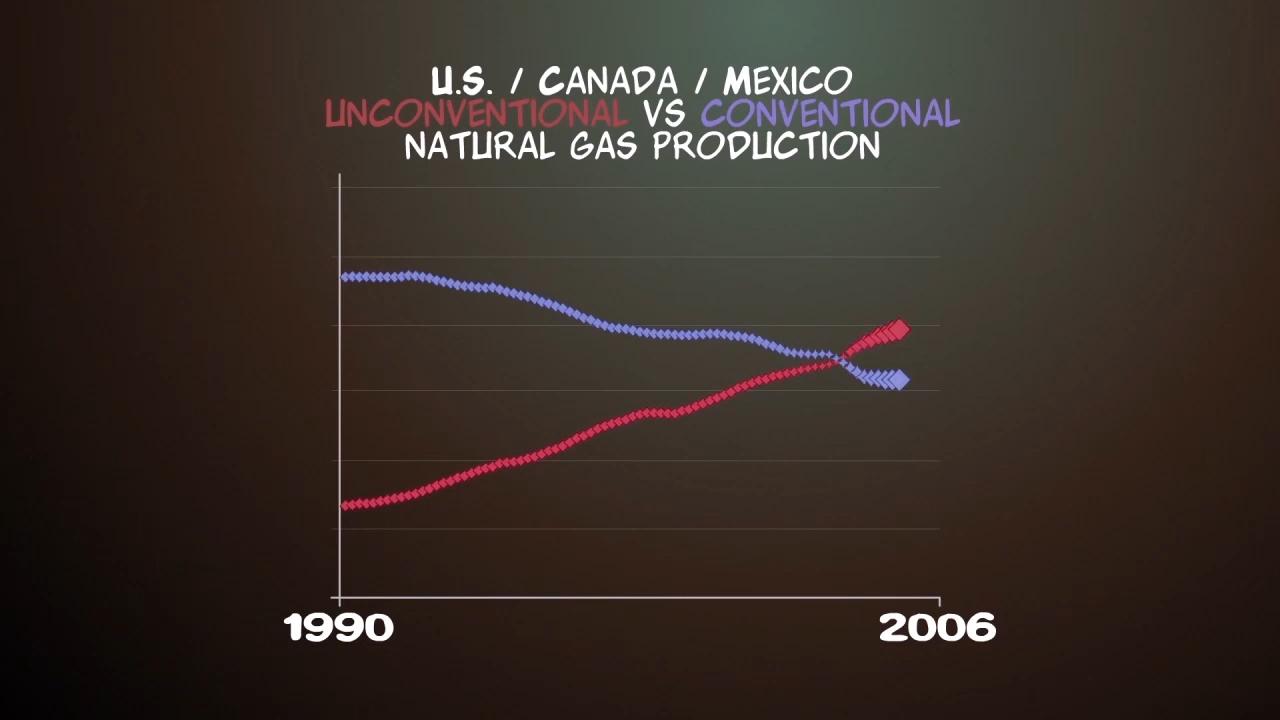 U.S. / CANADA / MEXICO
UNCONVENTIONAL VS CONVENTIONAL
NATURAL GAS PRODUCTION
1990
2006